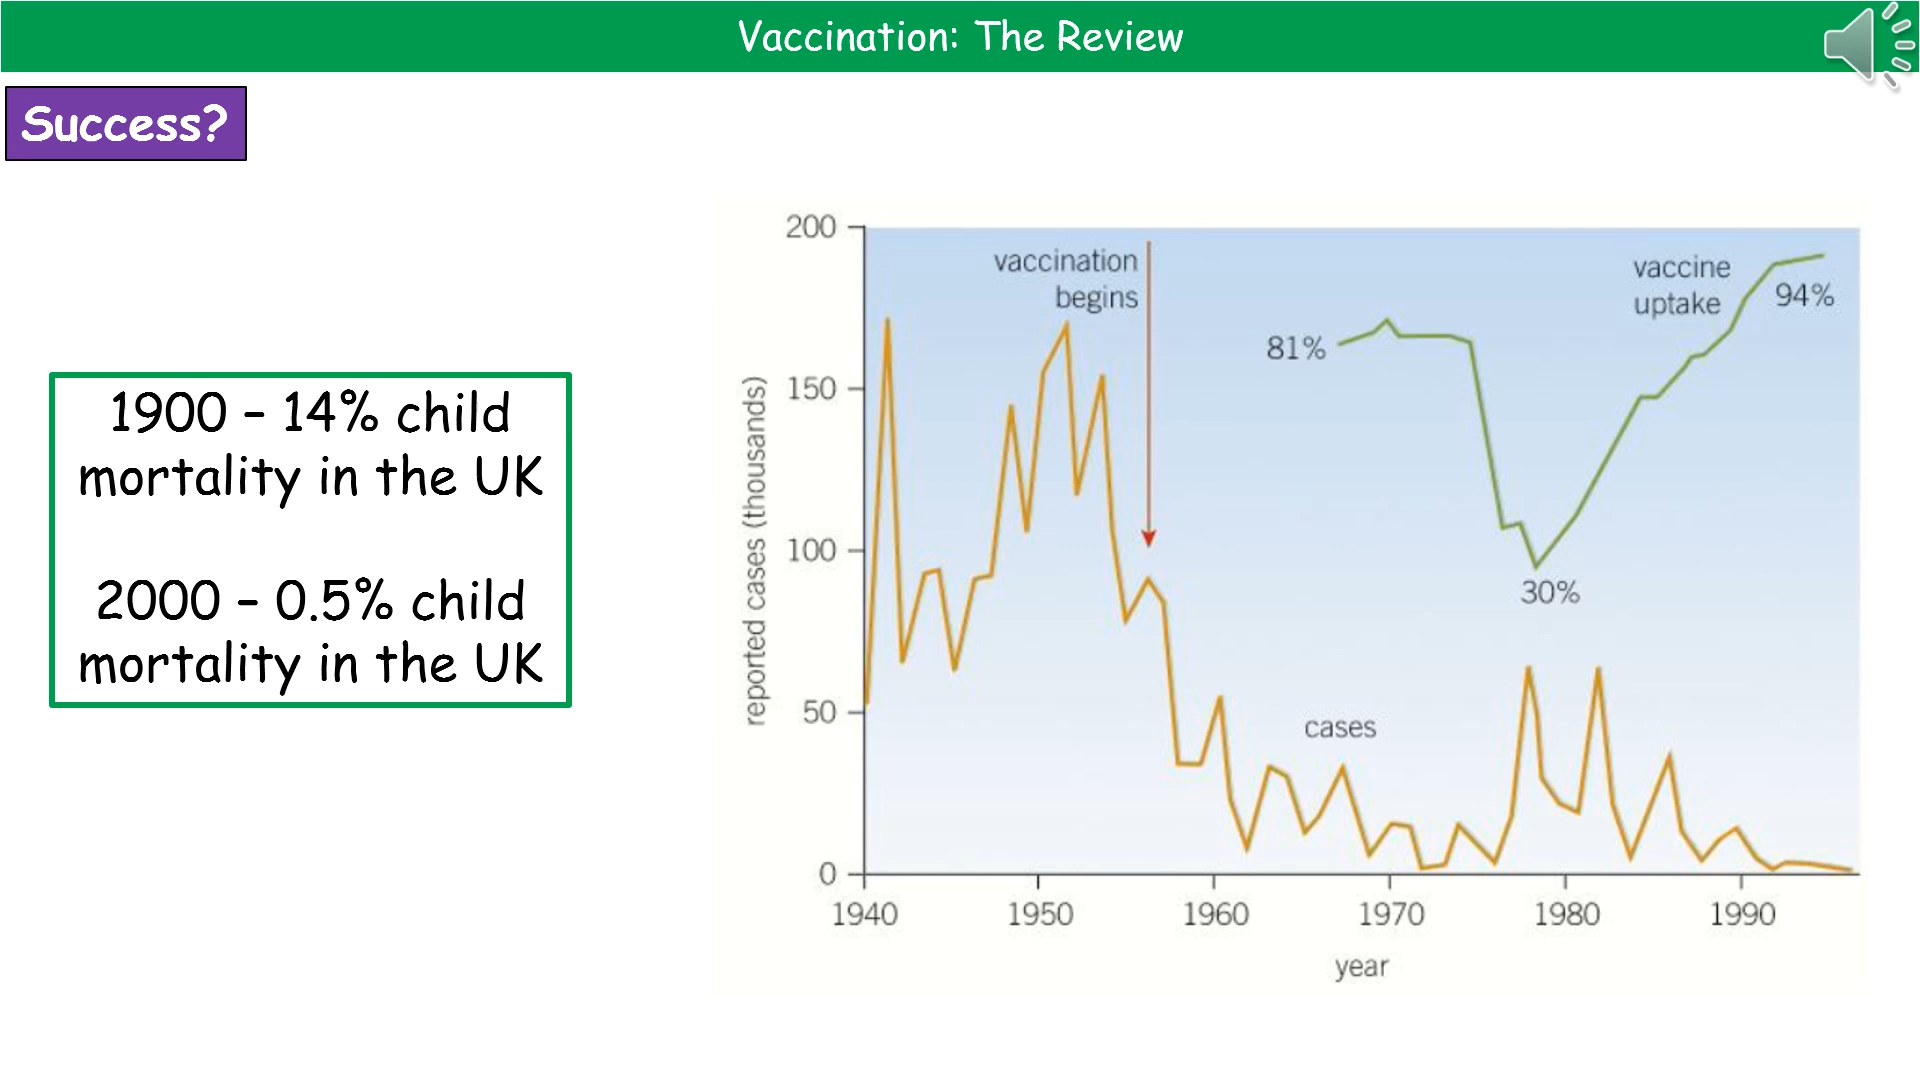 Vaccination: The Review
Success?
1900 – 14% child
mortality in the UK
2000 – 0.5% child
mortality in the UK
200
150
100
50
0
reported cases (thousands)
vaccination
begins
81%
30%
vaccine
uptake
94%
cases
1940
1950
1960
1970
1980
1990
year